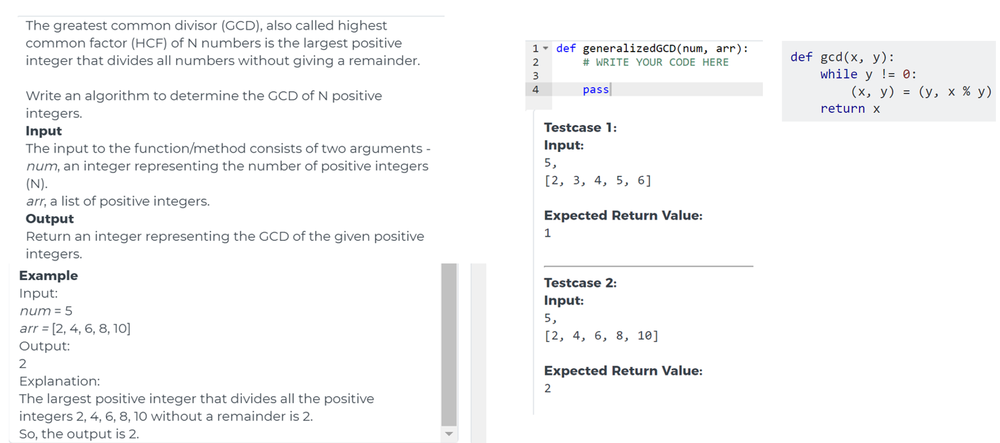 The greatest common divisor (GCD), also called highest
common factor (HCF) of N numbers is the largest positive
integer that divides all numbers without giving a remainder.
Write an algorithm to determine the GCD of N positive
integers.
Input
The input to the function/method consists of two arguments -
num, an integer representing the number of positive integers
(N).
arr, a list of positive integers.
Output
Return an integer representing the GCD of the given positive
integers.
Example
Input:
num = 5
arr = [2, 4, 6, 8, 10]
Output:
2
Explanation:
The largest positive integer that divides all the positive
integers 2, 4, 6, 8, 10 without a remainder is 2.
So, the output is 2.
1 def generalizedGCD(num, arr):
2     # WRITE YOUR CODE HERE
3
4     pass
Testcase 1:
Input:
5,
[2, 3, 4, 5, 6]
Expected Return Value:
1
Testcase 2:
Input:
5,
[2, 4, 6, 8, 10]
Expected Return Value:
2
def gcd(x, y):
    while y != 0:
        (x, y) = (y, x % y)
    return x